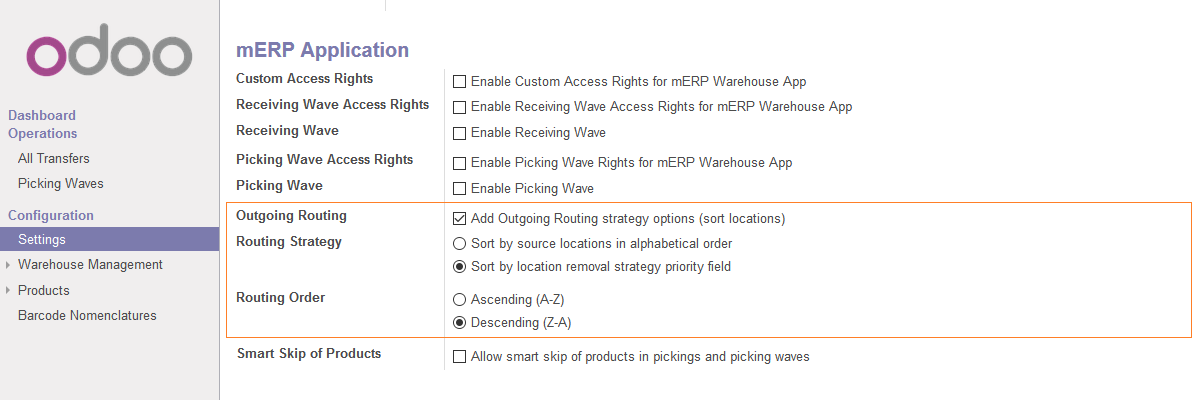 odoo
Dashboard
Operations
All Transfers
Picking Waves
Configuration
Settings
Warehouse Management
Products
Barcode Nomenclatures
mERP Application
Custom Access Rights Enable Custom Access Rights for mERP Warehouse App
Receiving Wave Access Rights Enable Receiving Wave Access Rights for mERP Warehouse App
Receiving Wave Enable Receiving Wave
Picking Wave Access Rights Enable Picking Wave Rights for mERP Warehouse App
Picking Wave Enable Picking Wave
Outgoing Routing Add Outgoing Routing strategy options (sort locations)
Routing Strategy Sort by source locations in alphabetical order
Sort by location removal strategy priority field
Routing Order Ascending (A-Z)
Descending (Z-A)
Smart Skip of Products Allow smart skip of products in pickings and picking waves